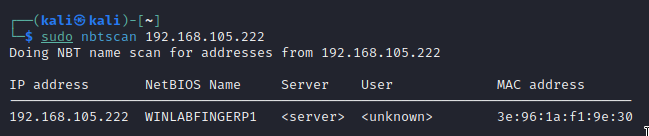 ┌──(kali㉿kali)-[~]
└─$ sudo nbtscan 192.168.105.222
Doing NBT name scan for addresses from 192.168.105.222
IP address       NetBIOS Name     Server    User             MAC address
192.168.105.222  WINLABFINGERP1   <server>  <unknown>        3e:96:1a:f1:9e:30